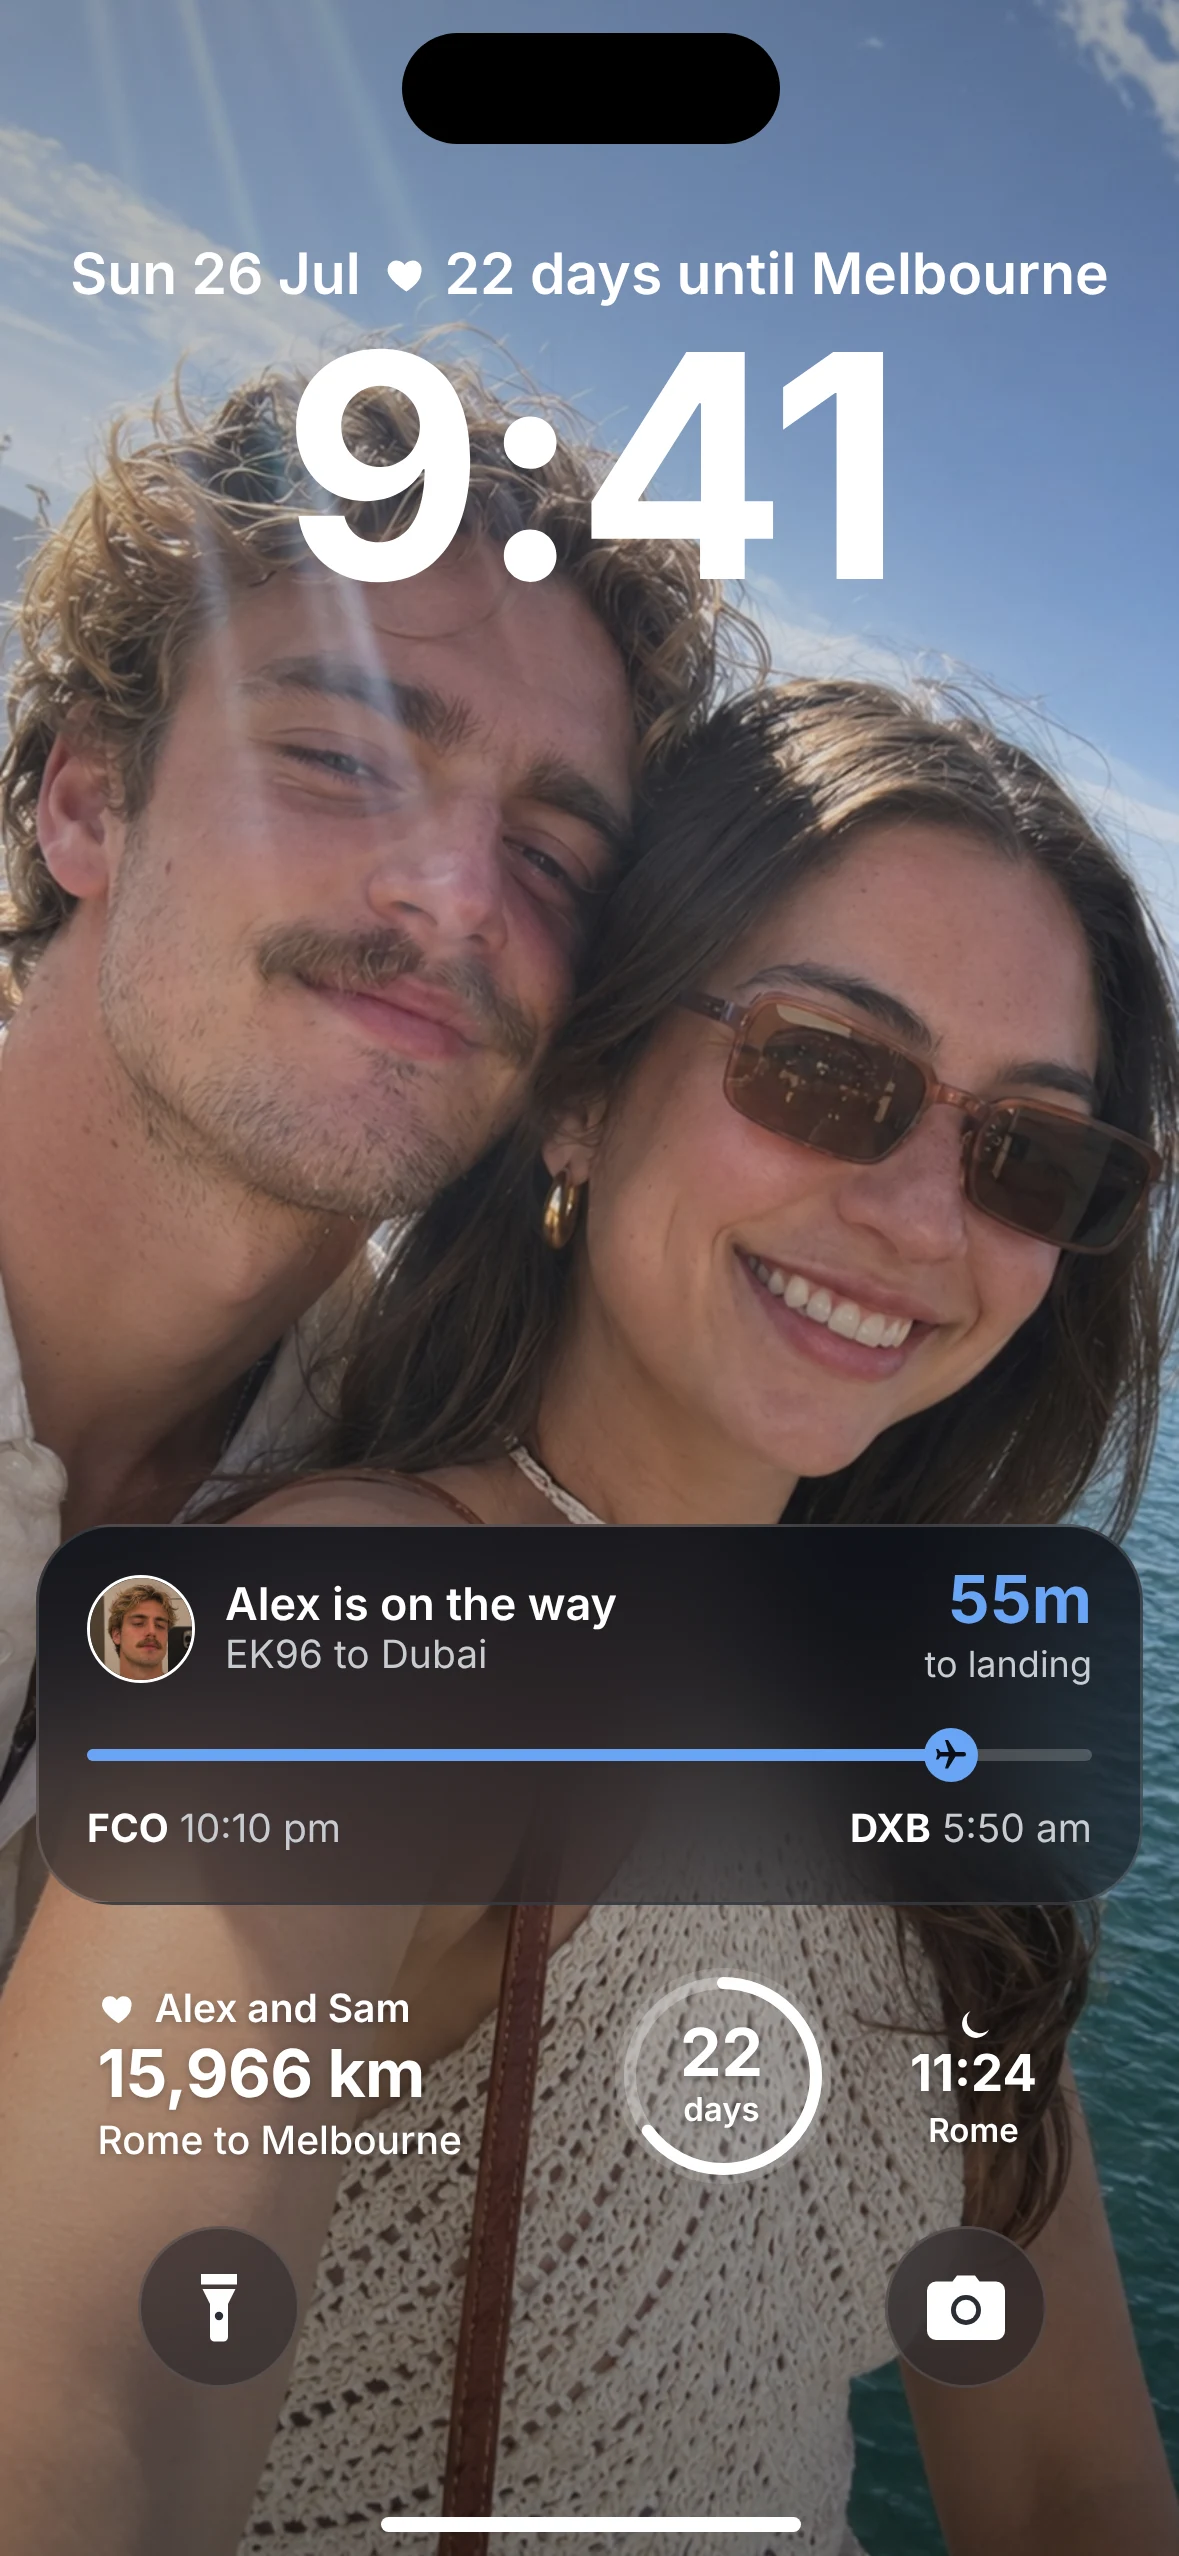 Sun 26 Jul ♥ 22 days until Melbourne
9:41
Alex is on the way
EK96 to Dubai
55m
to landing
FCO 10:10 pm
DXB 5:50 am
♥ Alex and Sam
15,966 km
Rome to Melbourne
22
days
11:24
Rome